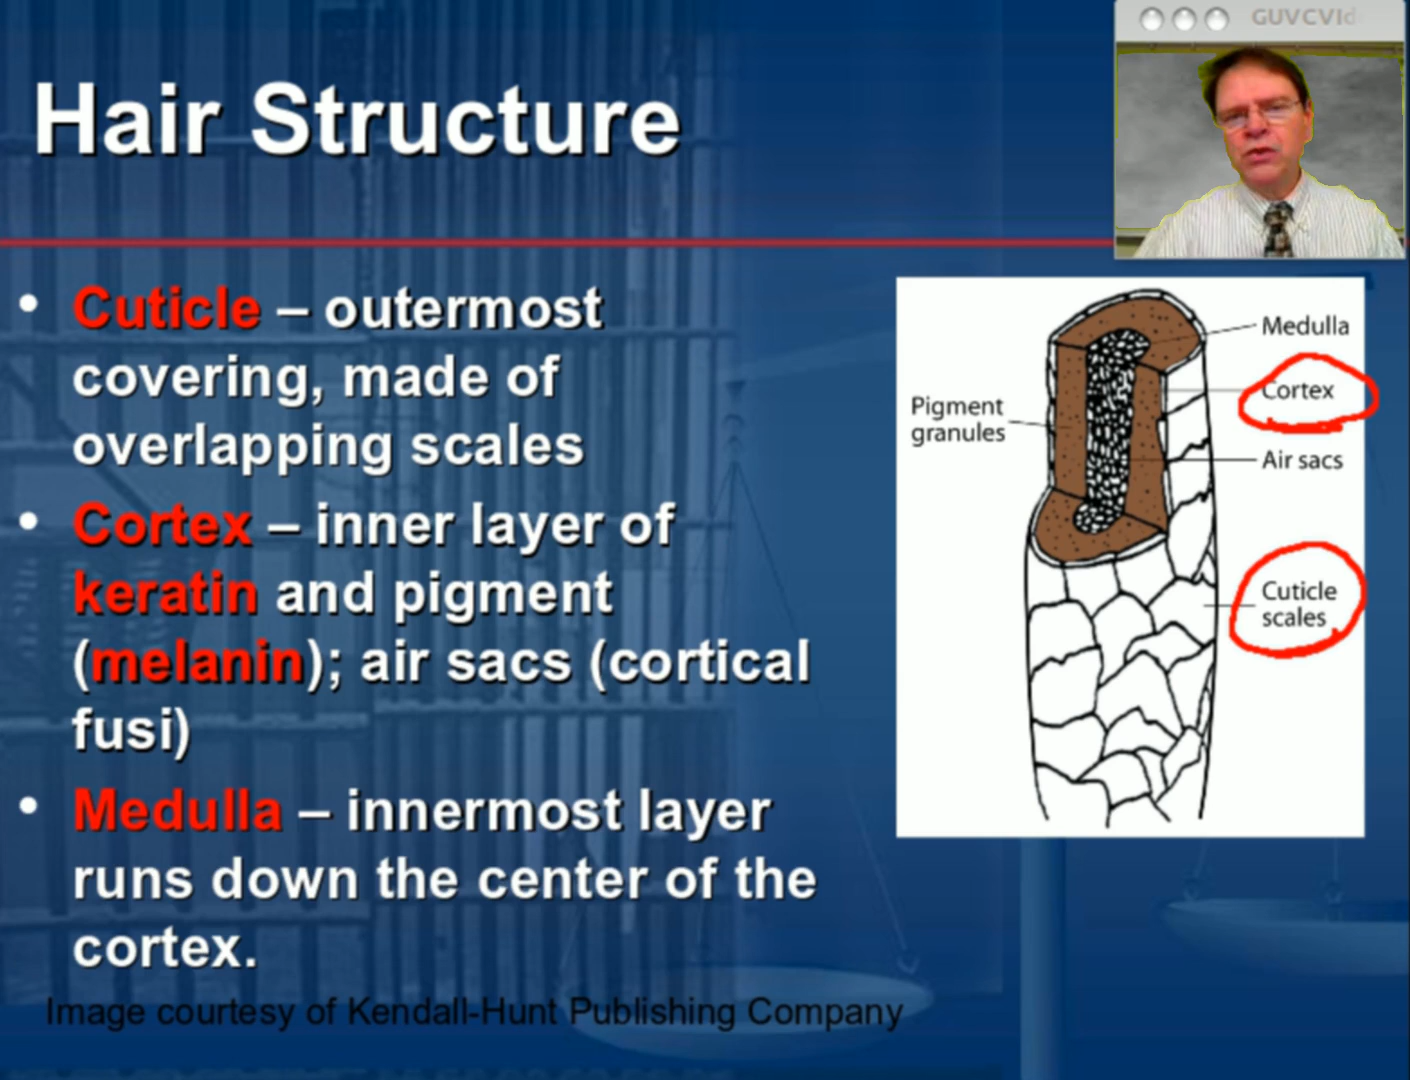 GUVCVid
Hair Structure
• Cuticle – outermost
covering, made of
overlapping scales
• Cortex – inner layer of
keratin and pigment
(melanin); air sacs (cortical
fusi)
• Medulla – innermost layer
runs down the center of the
cortex.
Image courtesy of Kendall-Hunt Publishing Company
Medulla
Cortex
Pigment
granules
Air sacs
Cuticle
scales